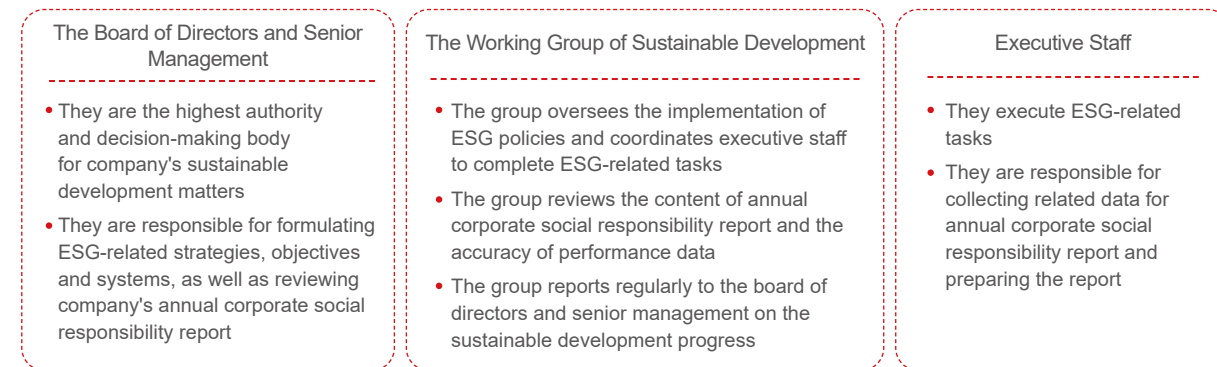 The Board of Directors and Senior
Management
• They are the highest authority
and decision-making body
for company's sustainable
development matters
• They are responsible for formulating
ESG-related strategies, objectives
and systems, as well as reviewing
company's annual corporate social
responsibility report
The Working Group of Sustainable Development
• The group oversees the implementation of
ESG policies and coordinates executive staff
to complete ESG-related tasks
• The group reviews the content of annual
corporate social responsibility report and the
accuracy of performance data
• The group reports regularly to the board of
directors and senior management on the
sustainable development progress
Executive Staff
• They execute ESG-related
tasks
• They are responsible for
collecting related data for
annual corporate social
responsibility report and
preparing the report